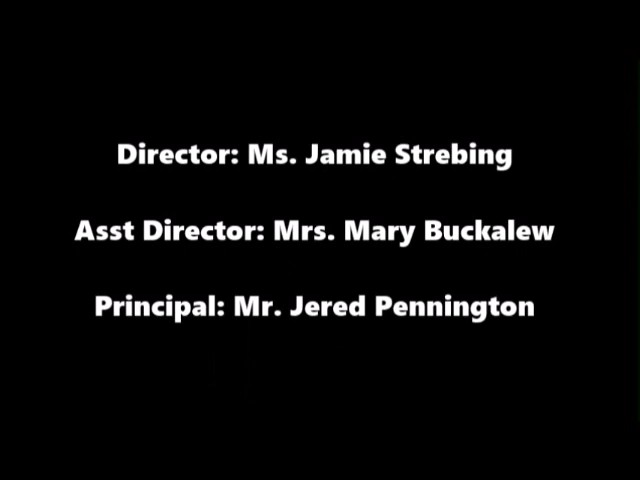 Director: Ms. Jamie Strebing
Asst Director: Mrs. Mary Buckalew
Principal: Mr. Jered Pennington